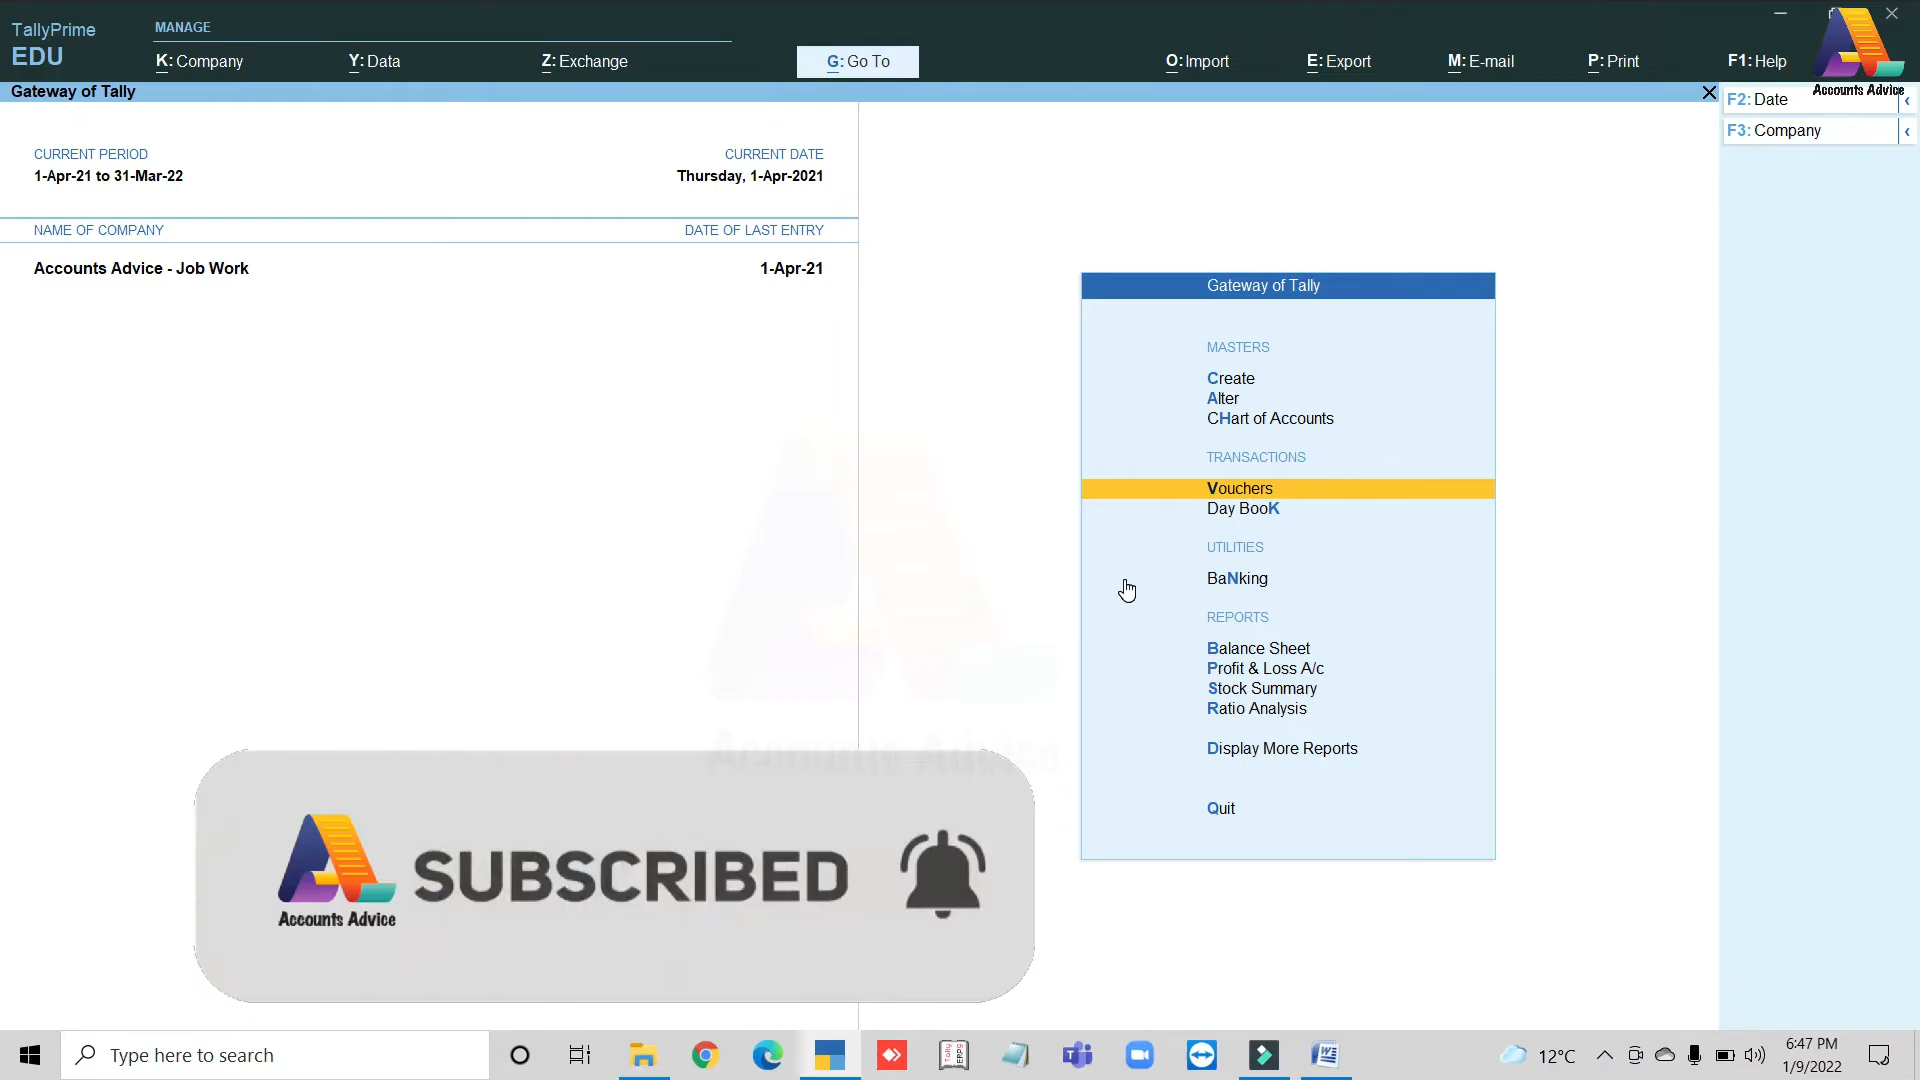 TallyPrime
EDU
MANAGE
K: Company
Y: Data
Z: Exchange
G: Go To
O: Import
E: Export
M: E-mail
P: Print
F1: Help
Accounts Advice
Gateway of Tally
F2: Date
F3: Company
CURRENT PERIOD
CURRENT DATE
1-Apr-21 to 31-Mar-22
Thursday, 1-Apr-2021
NAME OF COMPANY
DATE OF LAST ENTRY
Accounts Advice - Job Work
1-Apr-21
Gateway of Tally
MASTERS
Create
Alter
CHart of Accounts
TRANSACTIONS
Vouchers
Day BooK
UTILITIES
BaNking
REPORTS
Balance Sheet
Profit & Loss A/c
Stock Summary
Ratio Analysis
Display More Reports
Quit
Accounts Advice
Accounts Advice
SUBSCRIBED
Type here to search
Tally
ERP9
12°C
6:47 PM
1/9/2022